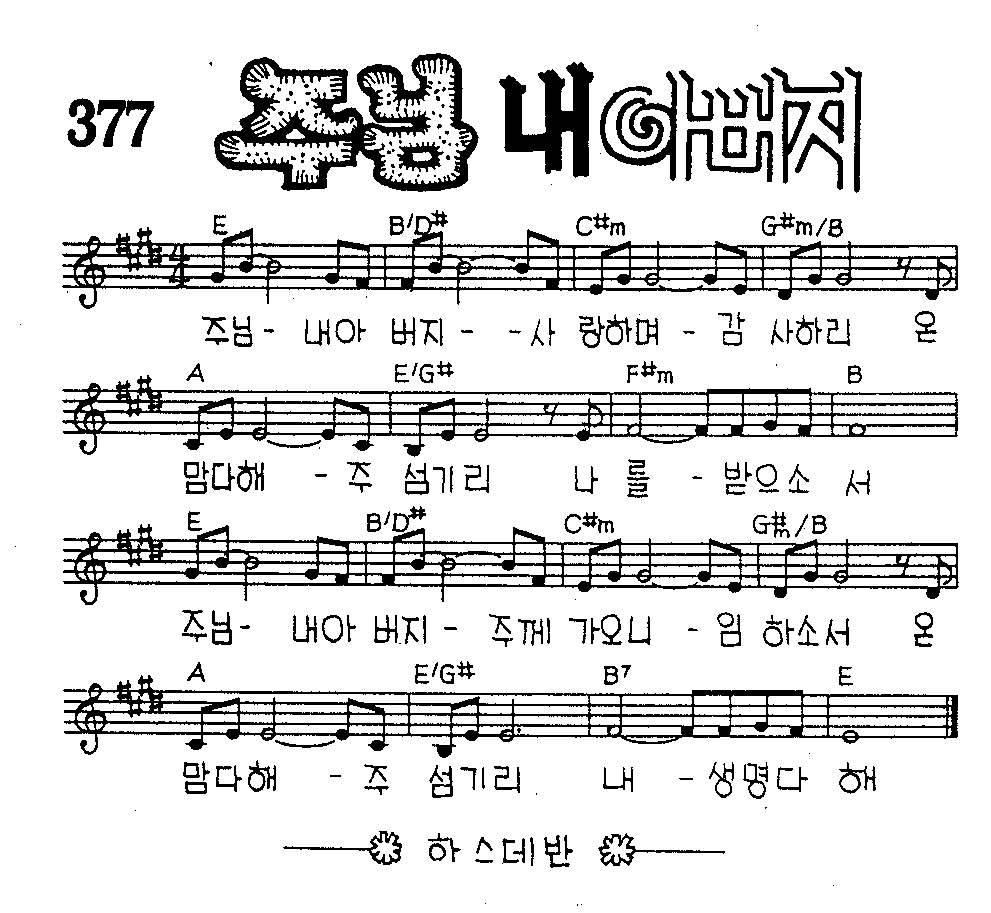 377 주님 내 아버지
E B/D# C#m G#m/B
주님 - 내아 버지 - - 사 랑하며 - 감 사하리 온
A E/G# F#m B
맘다해 - 주 섬기리 나 를 - 받으소 서
E B/D# C#m G#m/B
주님 - 내아 버지 - 주께 가오니 - 임 하소서 온
A E/G# B7 E
맘다해 - 주 섬기리 내 - 생명다 해
하스데반